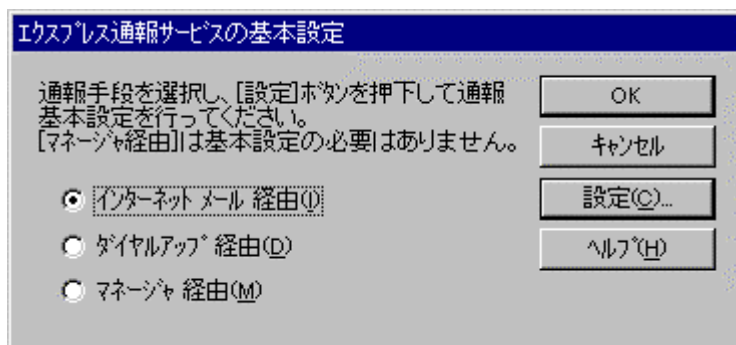 エクスプレス通報サービスの基本設定
通報手段を選択し、[設定]ボタンを押下して通報
基本設定を行ってください。
[マネージャ経由]は基本設定の必要はありません。
OK
キャンセル
インターネット メール 経由(I)
設定(C)...
ダイヤルアップ 経由(D)
ヘルプ(H)
マネージャ 経由(M)